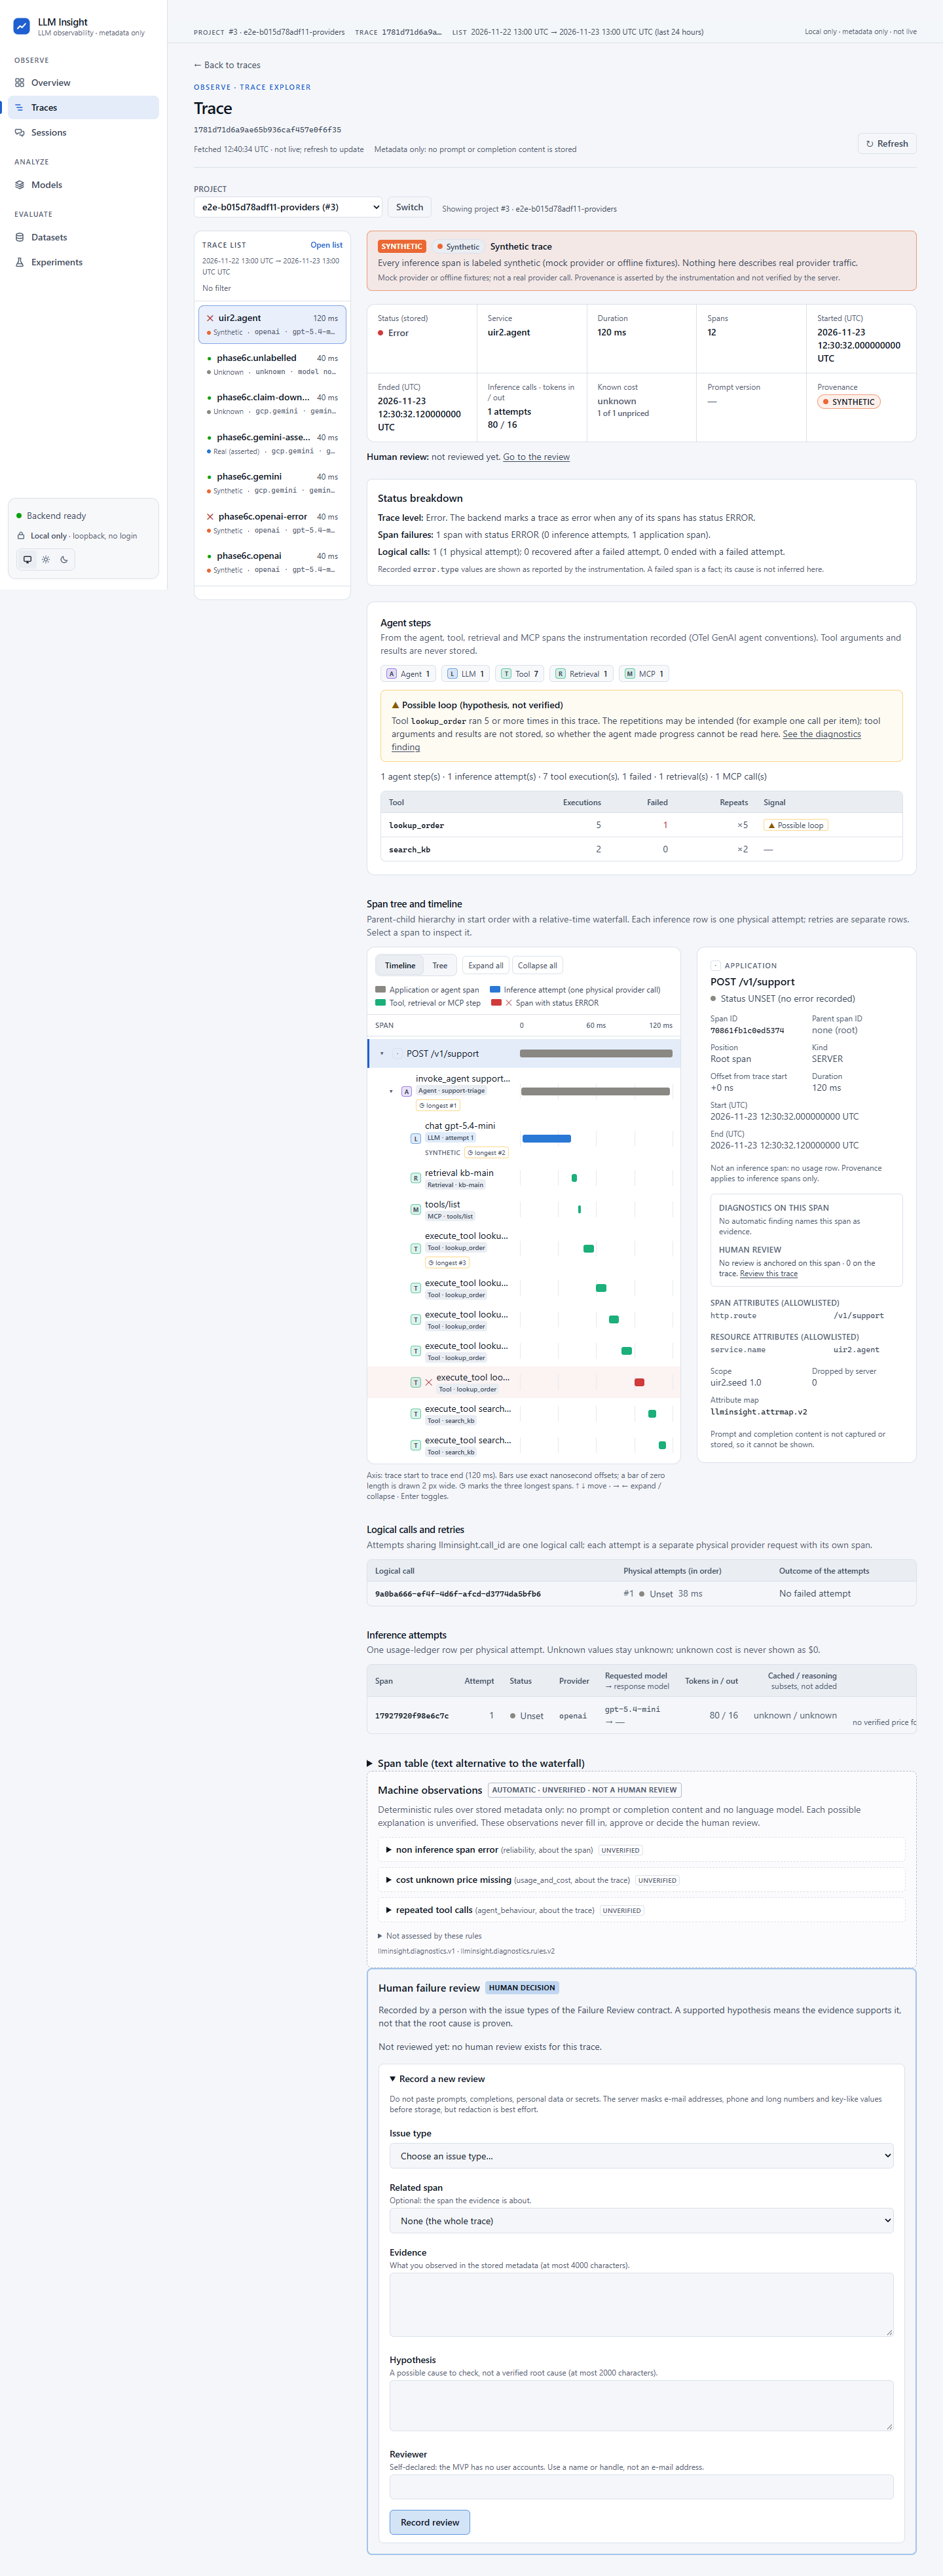 LLM Insight
LLM observability · metadata only
OBSERVE
Overview
Traces
Sessions
ANALYZE
Models
EVALUATE
Datasets
Experiments
Backend ready
Local only · loopback, no login
PROJECT #3 · e2e-b015d78adf11-providers TRACE 1781d71d6a9a… LIST 2026-11-22 13:00 UTC → 2026-11-23 13:00 UTC UTC (last 24 hours)
Local only · metadata only · not live
← Back to traces
OBSERVE · TRACE EXPLORER
Trace
1781d71d6a9ae65b936caf457e0f6f35
Fetched 12:40:34 UTC · not live; refresh to update Metadata only: no prompt or completion content is stored
↻ Refresh
PROJECT
e2e-b015d78adf11-providers (#3)
Switch
Showing project #3 · e2e-b015d78adf11-providers
TRACE LIST Open list
2026-11-22 13:00 UTC → 2026-11-23 13:00
UTC UTC
No filter
uir2.agent 120 ms
Synthetic · openai · gpt-5.4-m…
phase6c.unlabelled 40 ms
Unknown · unknown · model no…
phase6c.claim-down… 40 ms
Unknown · gcp.gemini · gemin…
phase6c.gemini-asse… 40 ms
Real (asserted) · gcp.gemini · g…
phase6c.gemini 40 ms
Synthetic · gcp.gemini · gemin…
phase6c.openai-error 40 ms
Synthetic · openai · gpt-5.4-m…
phase6c.openai 40 ms
Synthetic · openai · gpt-5.4-m…
SYNTHETIC Synthetic Synthetic trace
Every inference span is labeled synthetic (mock provider or offline fixtures). Nothing here describes real provider traffic.
Mock provider or offline fixtures; not a real provider call. Provenance is asserted by the instrumentation and not verified by the server.
Status (stored)
Error
Service
uir2.agent
Duration
120 ms
Spans
12
Started (UTC)
2026-11-23
12:30:32.000000000
UTC
Ended (UTC)
2026-11-23
12:30:32.120000000
UTC
Inference calls · tokens in
/ out
1 attempts
80 / 16
Known cost
unknown
1 of 1 unpriced
Prompt version
—
Provenance
SYNTHETIC
Human review: not reviewed yet. Go to the review
Status breakdown
Trace level: Error. The backend marks a trace as error when any of its spans has status ERROR.
Span failures: 1 span with status ERROR (0 inference attempts, 1 application span).
Logical calls: 1 (1 physical attempt); 0 recovered after a failed attempt, 0 ended with a failed attempt.
Recorded error.type values are shown as reported by the instrumentation. A failed span is a fact; its cause is not inferred here.
Agent steps
From the agent, tool, retrieval and MCP spans the instrumentation recorded (OTel GenAI agent conventions). Tool arguments and
results are never stored.
A Agent 1 L LLM 1 T Tool 7 R Retrieval 1 M MCP 1
▲ Possible loop (hypothesis, not verified)
Tool lookup_order ran 5 or more times in this trace. The repetitions may be intended (for example one call per item); tool
arguments and results are not stored, so whether the agent made progress cannot be read here. See the diagnostics
finding
1 agent step(s) · 1 inference attempt(s) · 7 tool execution(s), 1 failed · 1 retrieval(s) · 1 MCP call(s)
Tool Executions Failed Repeats Signal
lookup_order 5 1 ×5 ▲ Possible loop
search_kb 2 0 ×2 —
Span tree and timeline
Parent-child hierarchy in start order with a relative-time waterfall. Each inference row is one physical attempt; retries are separate rows.
Select a span to inspect it.
Timeline Tree Expand all Collapse all
Application or agent span Inference attempt (one physical provider call)
Tool, retrieval or MCP step Span with status ERROR
SPAN 0 60 ms 120 ms
▾ · POST /v1/support
▾ A invoke_agent support…
Agent · support-triage
longest #1
L chat gpt-5.4-mini
LLM · attempt 1
SYNTHETIC longest #2
R retrieval kb-main
Retrieval · kb-main
M tools/list
MCP · tools/list
T execute_tool looku…
Tool · lookup_order
longest #3
T execute_tool looku…
Tool · lookup_order
T execute_tool looku…
Tool · lookup_order
T execute_tool looku…
Tool · lookup_order
T execute_tool loo…
Tool · lookup_order
T execute_tool search…
Tool · search_kb
T execute_tool search…
Tool · search_kb
Axis: trace start to trace end (120 ms). Bars use exact nanosecond offsets; a bar of zero
length is drawn 2 px wide. ◷ marks the three longest spans. ↑ ↓ move · → ← expand /
collapse · Enter toggles.
· APPLICATION
POST /v1/support
Status UNSET (no error recorded)
Span ID Parent span ID
70861fb1c0ed5374 none (root)
Position Kind
Root span SERVER
Offset from trace start Duration
+0 ns 120 ms
Start (UTC)
2026-11-23 12:30:32.000000000 UTC
End (UTC)
2026-11-23 12:30:32.120000000 UTC
Not an inference span: no usage row. Provenance
applies to inference spans only.
DIAGNOSTICS ON THIS SPAN
No automatic finding names this span as
evidence.
HUMAN REVIEW
No review is anchored on this span · 0 on the
trace. Review this trace
SPAN ATTRIBUTES (ALLOWLISTED)
http.route /v1/support
RESOURCE ATTRIBUTES (ALLOWLISTED)
service.name uir2.agent
Scope Dropped by server
uir2.seed 1.0 0
Attribute map
llminsight.attrmap.v2
Prompt and completion content is not captured or
stored, so it cannot be shown.
Logical calls and retries
Attempts sharing llminsight.call_id are one logical call; each attempt is a separate physical provider request with its own span.
Logical call Physical attempts (in order) Outcome of the attempts
9a0ba666-ef4f-4d6f-afcd-d3774da5bfb6 #1 Unset 38 ms No failed attempt
Inference attempts
One usage-ledger row per physical attempt. Unknown values stay unknown; unknown cost is never shown as $0.
Span Attempt Status Provider Requested model → response model Tokens in / out Cached / reasoning subsets, not added
17927920f98e6c7c 1 Unset openai gpt-5.4-mini → — 80 / 16 unknown / unknown no verified price fo
▶ Span table (text alternative to the waterfall)
Machine observations AUTOMATIC · UNVERIFIED · NOT A HUMAN REVIEW
Deterministic rules over stored metadata only: no prompt or completion content and no language model. Each possible
explanation is unverified. These observations never fill in, approve or decide the human review.
▶ non inference span error (reliability, about the span) UNVERIFIED
▶ cost unknown price missing (usage_and_cost, about the trace) UNVERIFIED
▶ repeated tool calls (agent_behaviour, about the trace) UNVERIFIED
▶ Not assessed by these rules
llminsight.diagnostics.v1 · llminsight.diagnostics.rules.v2
Human failure review HUMAN DECISION
Recorded by a person with the issue types of the Failure Review contract. A supported hypothesis means the evidence supports it,
not that the root cause is proven.
Not reviewed yet: no human review exists for this trace.
▼ Record a new review
Do not paste prompts, completions, personal data or secrets. The server masks e-mail addresses, phone and long numbers and key-like values
before storage, but redaction is best effort.
Issue type
Choose an issue type…
Related span
Optional: the span the evidence is about.
None (the whole trace)
Evidence
What you observed in the stored metadata (at most 4000 characters).
Hypothesis
A possible cause to check, not a verified root cause (at most 2000 characters).
Reviewer
Self-declared: the MVP has no user accounts. Use a name or handle, not an e-mail address.
Record review